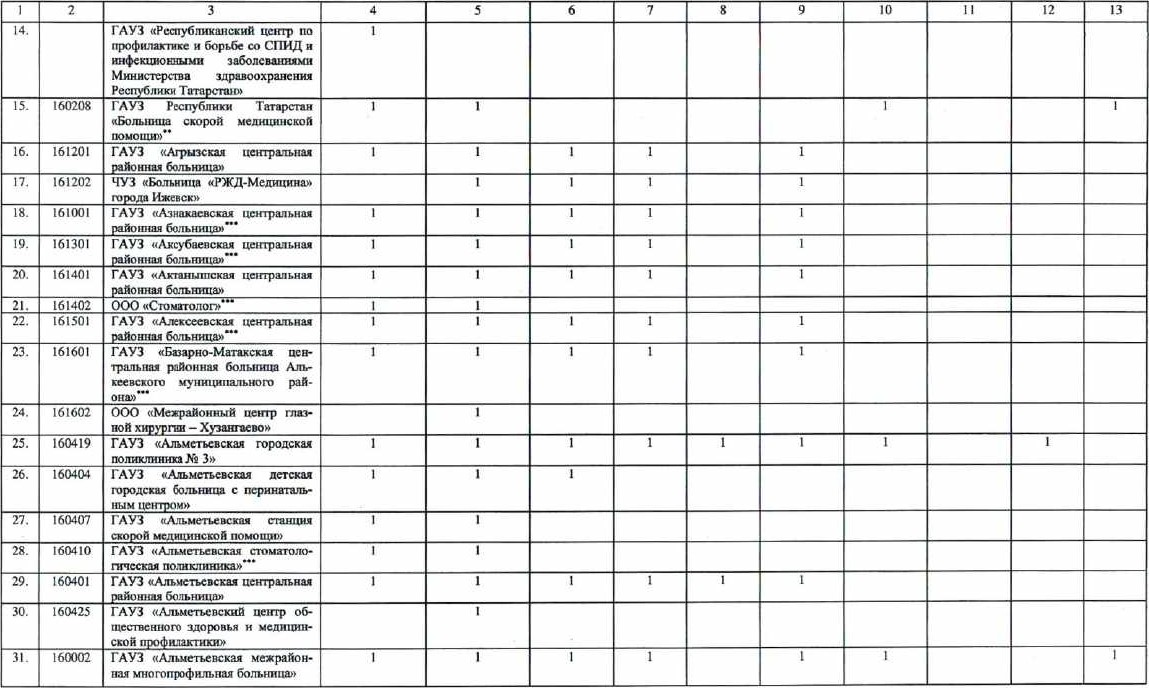 1 2 3 4 5 6 7 8 9 10 11 12 13
14. ГАУЗ «Республиканский центр по 1
профилактике и борьбе со СПИД и
инфекционными заболеваниями
Министерства здравоохранения
Республики Татарстан»
15. 160208 ГАУЗ Республики Татарстан 1 1 1 1
«Больница скорой медицинской
помощи»**
16. 161201 ГАУЗ «Агрызская центральная 1 1 1 1 1
районная больница»
17. 161202 ЧУЗ «Больница «РЖД-Медицина» 1 1 1 1
города Ижевск»
18. 161001 ГАУЗ «Азнакаевская центральная 1 1 1 1 1
районная больница»***
19. 161301 ГАУЗ «Аксубаевская центральная 1 1 1 1 1
районная больница»***
20. 161401 ГАУЗ «Актанышская центральная 1 1 1 1 1
районная больница»
21. 161402 ООО «Стоматолог»*** 1 1
22. 161501 ГАУЗ «Алексеевская центральная 1 1 1 1 1
районная больница»***
23. 161601 ГАУЗ «Базарно-Матакская цен- 1 1 1 1 1
тральная районная больница Аль-
кеевского муниципального рай-
она»***
24. 161602 ООО «Межрайонный центр глаз- 1
ной хирургии – Хузангаево»
25. 160419 ГАУЗ «Альметьевская городская 1 1 1 1 1 1 1 1
поликлиника № 3»
26. 160404 ГАУЗ «Альметьевская детская 1 1 1
городская больница с перинаталь-
ным центром»
27. 160407 ГАУЗ «Альметьевская станция 1 1
скорой медицинской помощи»
28. 160410 ГАУЗ «Альметьевская стоматоло- 1 1
гическая поликлиника»***
29. 160401 ГАУЗ «Альметьевская центральная 1 1 1 1 1 1
районная больница»
30. 160425 ГАУЗ «Альметьевский центр об- 1
щественного здоровья и медицин-
ской профилактики»
31. 160002 ГАУЗ «Альметьевская межрайон- 1 1 1 1 1 1 1
ная многопрофильная больница»